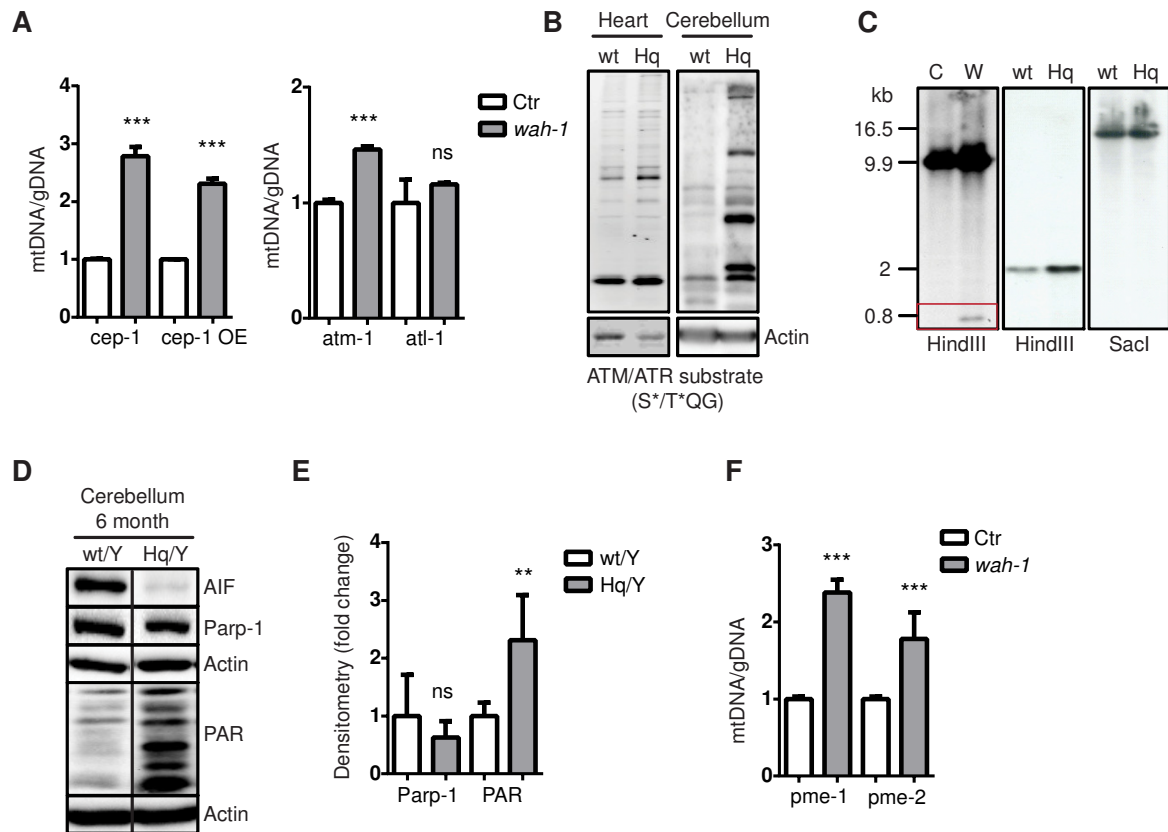 A
mtDNA/gDNA
4
3
2
1
0
***
***
cep-1
cep-1 OE
mtDNA/gDNA
2
1
0
***
ns
atm-1
atl-1
Ctr
wah-1
B
Heart
Cerebellum
wt
Hq
wt
Hq
Actin
ATM/ATR substrate
(S*/T*QG)
C
kb
C
W
wt
Hq
wt
Hq
16.5
9.9
2
0.8
HindIII
HindIII
SacI
D
Cerebellum
6 month
wt/Y
Hq/Y
AIF
Parp-1
Actin
PAR
Actin
E
Densitometry (fold change)
4
3
2
1
0
ns
**
Parp-1
PAR
wt/Y
Hq/Y
F
mtDNA/gDNA
3
2
1
0
***
***
pme-1
pme-2
Ctr
wah-1